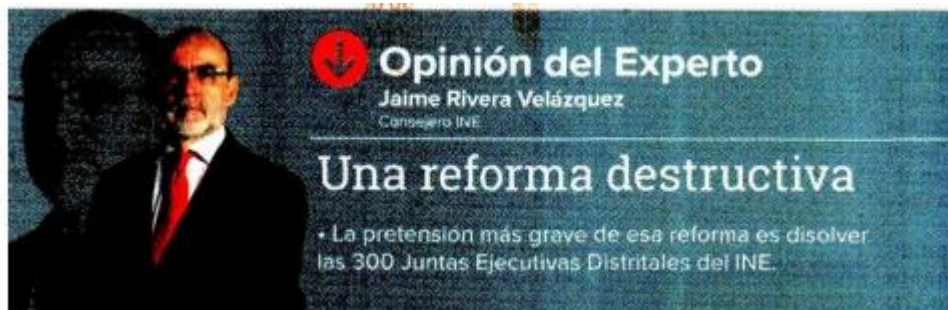 Opinión del Experto
Jaime Rivera Velázquez
Consejero INE
Una reforma destructiva
• La pretensión más grave de esa reforma es disolver
las 300 Juntas Ejecutivas Distritales del INE.